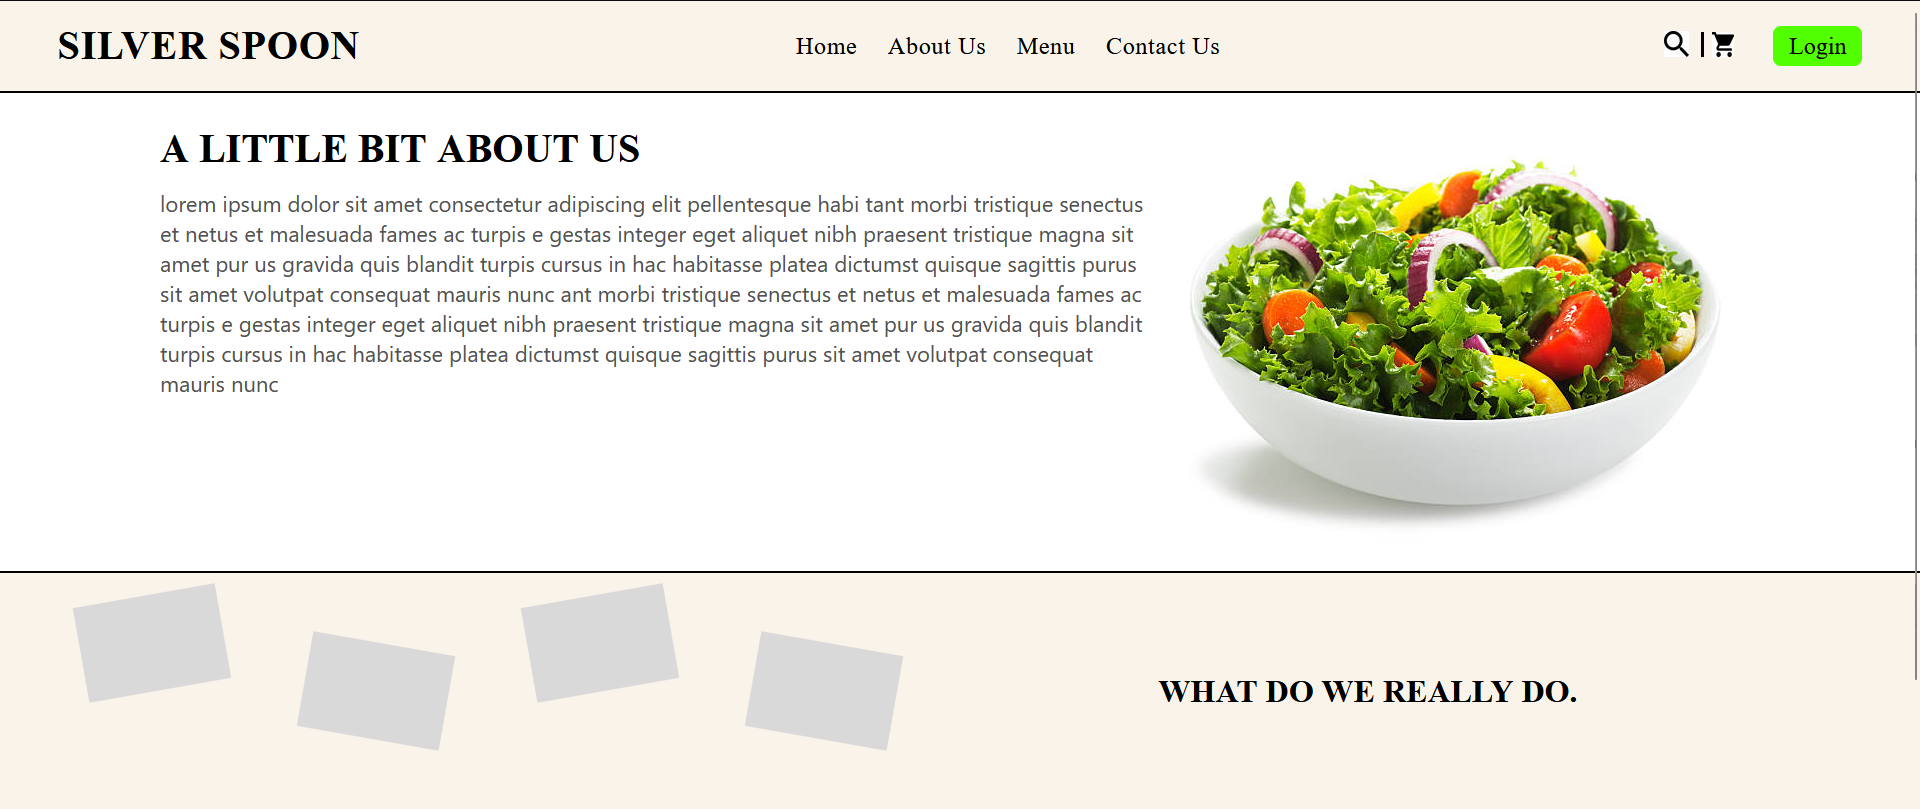 SILVER SPOON
Home About Us Menu Contact Us
Login
A LITTLE BIT ABOUT US
lorem ipsum dolor sit amet consectetur adipiscing elit pellentesque habi tant morbi tristique senectus
et netus et malesuada fames ac turpis e gestas integer eget aliquet nibh praesent tristique magna sit
amet pur us gravida quis blandit turpis cursus in hac habitasse platea dictumst quisque sagittis purus
sit amet volutpat consequat mauris nunc ant morbi tristique senectus et netus et malesuada fames ac
turpis e gestas integer eget aliquet nibh praesent tristique magna sit amet pur us gravida quis blandit
turpis cursus in hac habitasse platea dictumst quisque sagittis purus sit amet volutpat consequat
mauris nunc
WHAT DO WE REALLY DO.